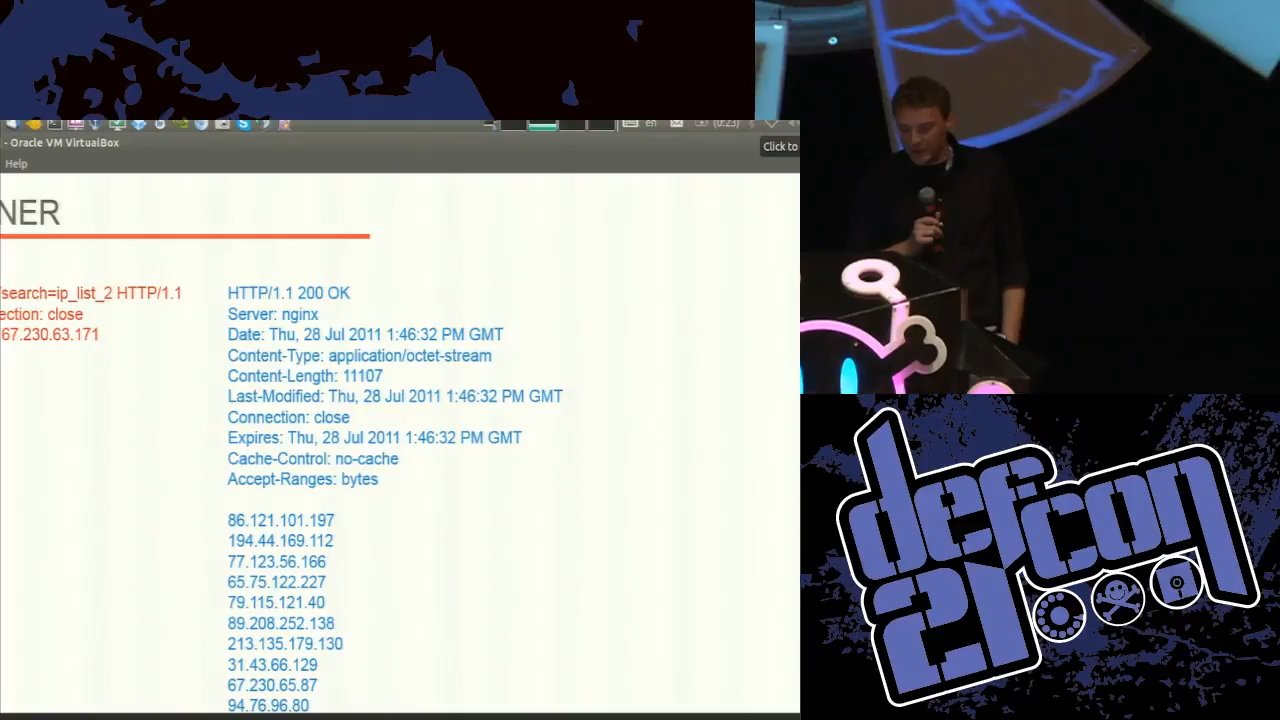 en
(0:23)
- Oracle VM VirtualBox
Click to
Help
NER
/search=ip_list_2 HTTP/1.1
ection: close
67.230.63.171
HTTP/1.1 200 OK
Server: nginx
Date: Thu, 28 Jul 2011 1:46:32 PM GMT
Content-Type: application/octet-stream
Content-Length: 11107
Last-Modified: Thu, 28 Jul 2011 1:46:32 PM GMT
Connection: close
Expires: Thu, 28 Jul 2011 1:46:32 PM GMT
Cache-Control: no-cache
Accept-Ranges: bytes
86.121.101.197
194.44.169.112
77.123.56.166
65.75.122.227
79.115.121.40
89.208.252.138
213.135.179.130
31.43.66.129
67.230.65.87
94.76.96.80
defcon
21